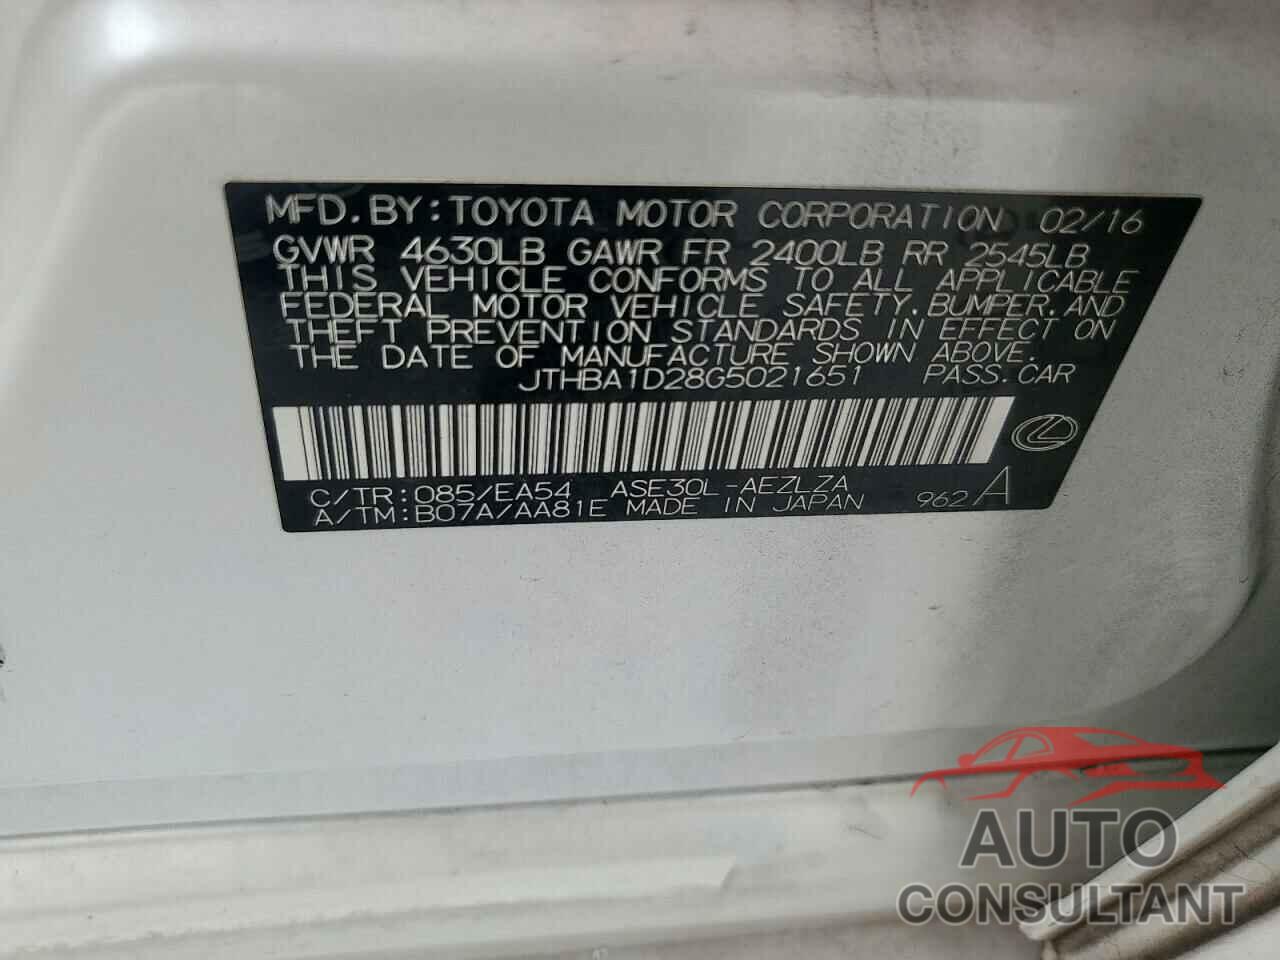 MFD.BY:TOYOTA MOTOR CORPORATION 02/16
GVWR 4630LB GAWR FR 2400LB RR 2545LB
THIS VEHICLE CONFORMS TO ALL APPLICABLE
FEDERAL MOTOR VEHICLE SAFETY,BUMPER,AND
THEFT PREVENTION STANDARDS IN EFFECT ON
THE DATE OF MANUFACTURE SHOWN ABOVE.
JTHBA1D28G5021651 PASS.CAR
C/TR:085/EA54 ASE30L-AEZLZA
A/TM:B07A/AA81E MADE IN JAPAN 962 A
AUTO
CONSULTANT